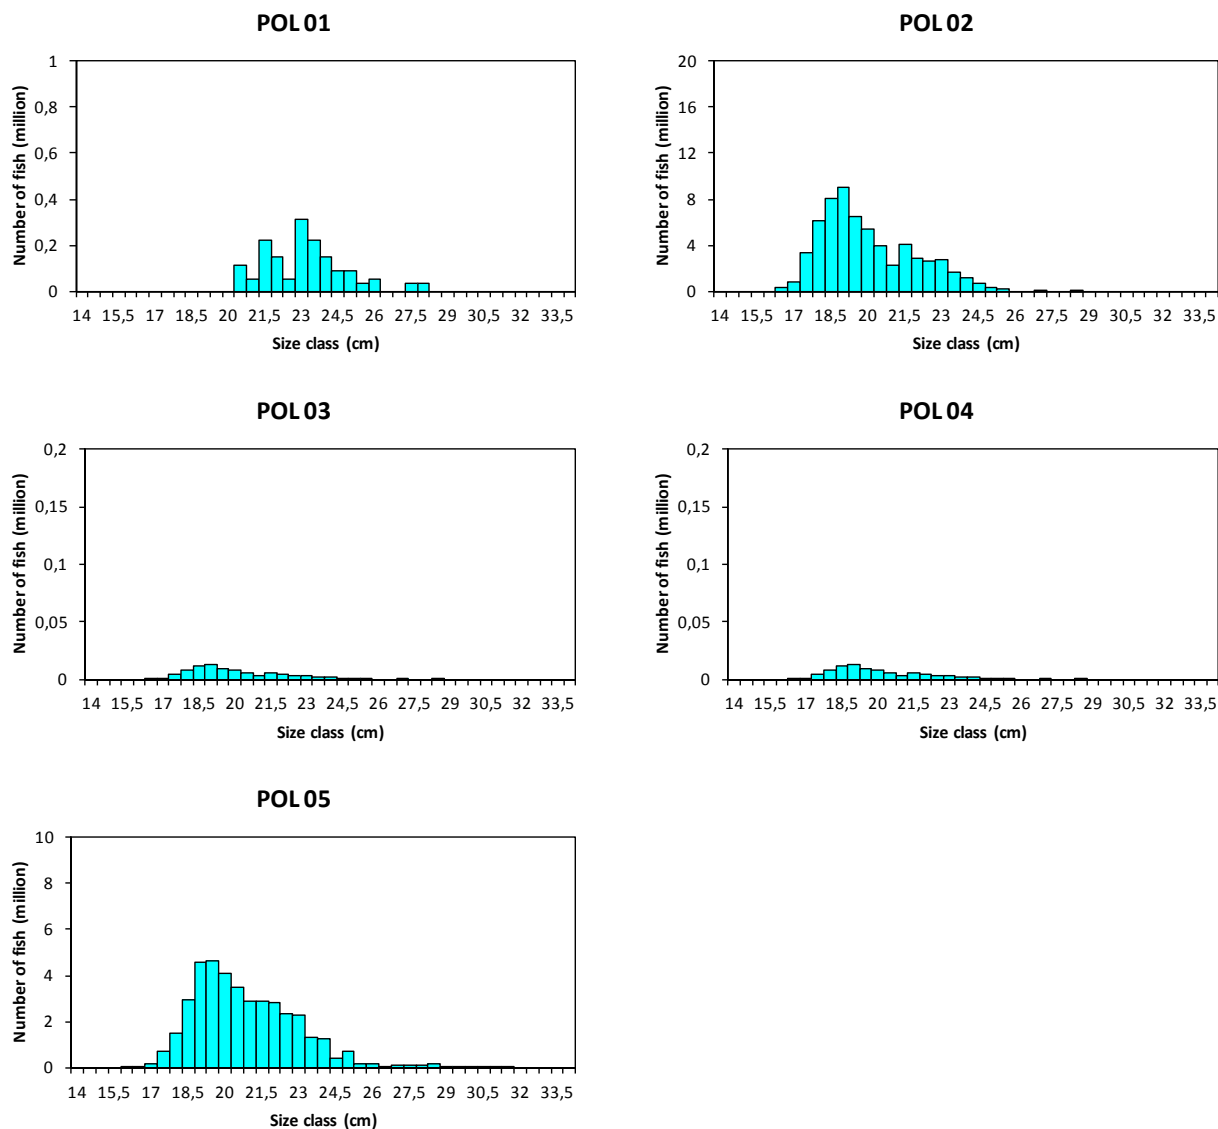 POL 01
Number of fish (million)
1
0,8
0,6
0,4
0,2
0
14 15,5 17 18,5 20 21,5 23 24,5 26 27,5 29 30,5 32 33,5
Size class (cm)
POL 02
Number of fish (million)
20
16
12
8
4
0
14 15,5 17 18,5 20 21,5 23 24,5 26 27,5 29 30,5 32 33,5
Size class (cm)
POL 03
Number of fish (million)
0,2
0,15
0,1
0,05
0
14 15,5 17 18,5 20 21,5 23 24,5 26 27,5 29 30,5 32 33,5
Size class (cm)
POL 04
Number of fish (million)
0,2
0,15
0,1
0,05
0
14 15,5 17 18,5 20 21,5 23 24,5 26 27,5 29 30,5 32 33,5
Size class (cm)
POL 05
Number of fish (million)
10
8
6
4
2
0
14 15,5 17 18,5 20 21,5 23 24,5 26 27,5 29 30,5 32 33,5
Size class (cm)